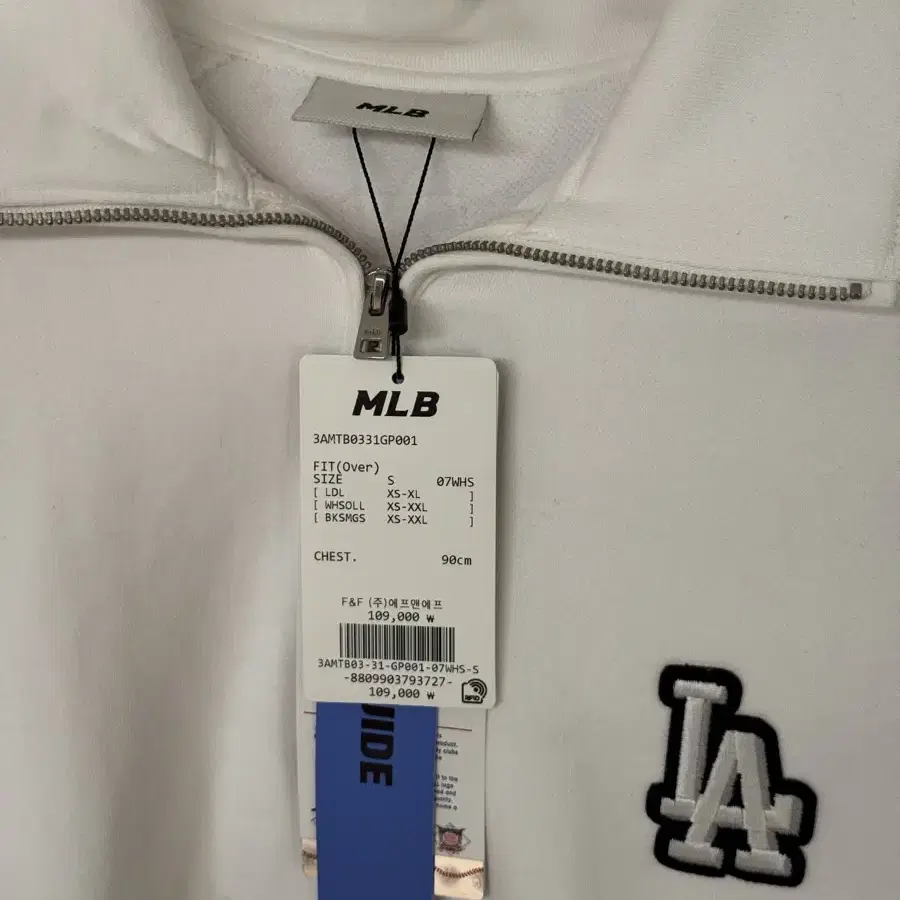 MLB
MLB
3AMTB0331GP001
FIT(Over)
SIZE S 07WHS
[ LDL XS-XL ]
[ WHSOLL XS-XXL ]
[ BKSMGS XS-XXL ]
CHEST. 90cm
F&F (주)에프앤에프
109,000 ₩
3AMTB03-31-GP001-07WHS-S
-8809903793727-
109,000 ₩
RFID
UIDE
LA